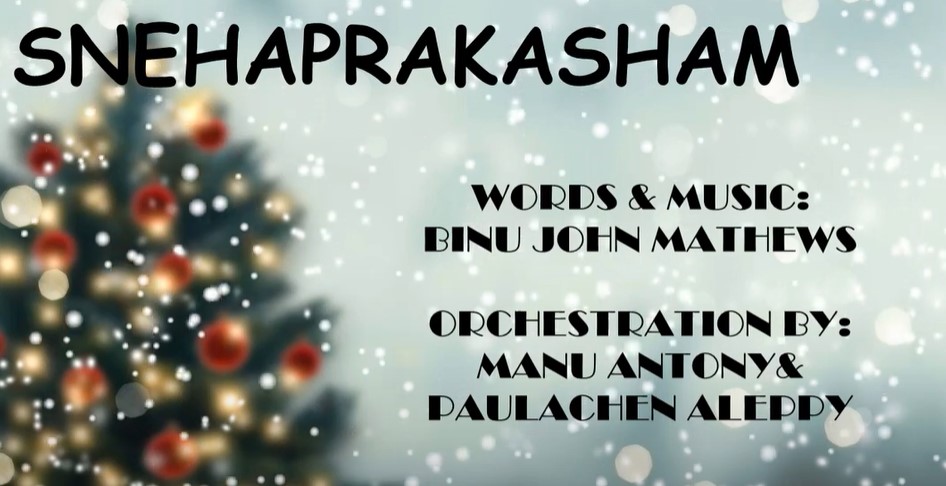 SNEHAPRAKASHAM
WORDS & MUSIC:
BINU JOHN MATHEWS
ORCHESTRATION BY:
MANU ANTONY&
PAULACHEN ALEPPY